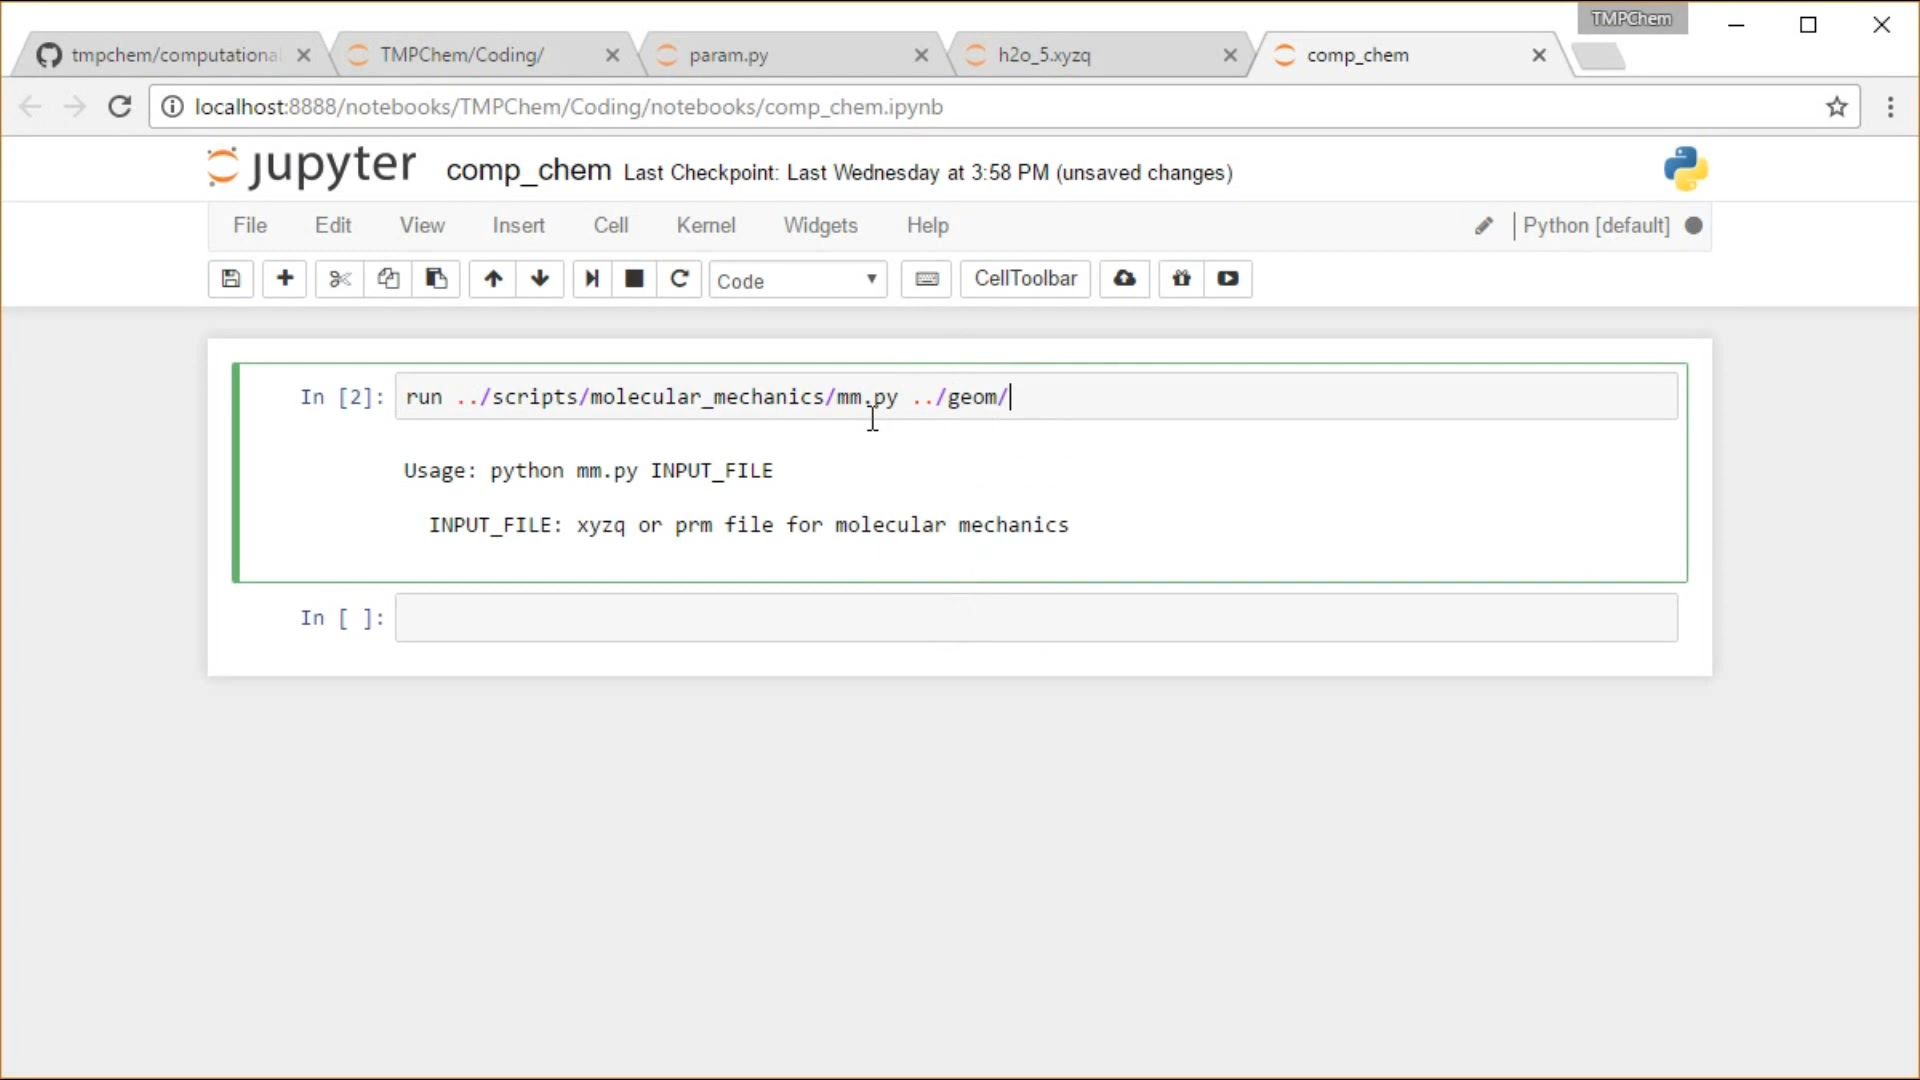 TMPChem
tmpchem/computational
TMPChem/Coding/
param.py
h2o_5.xyzq
comp_chem
localhost:8888/notebooks/TMPChem/Coding/notebooks/comp_chem.ipynb
jupyter comp_chem Last Checkpoint: Last Wednesday at 3:58 PM (unsaved changes)
File Edit View Insert Cell Kernel Widgets Help Python [default]
Code CellToolbar
In [2]: run ../scripts/molecular_mechanics/mm.py ../geom/
Usage: python mm.py INPUT_FILE
INPUT_FILE: xyzq or prm file for molecular mechanics
In [ ]: